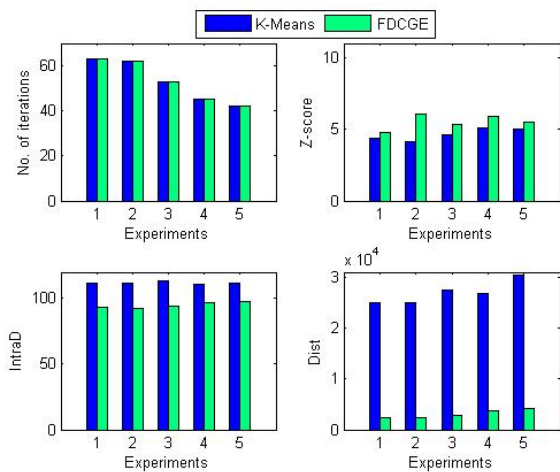 K-Means FDCGE
No. of iterations
60
40
20
0
1 2 3 4 5
Experiments
Z-score
10
5
0
1 2 3 4 5
Experiments
IntraD
100
50
0
1 2 3 4 5
Experiments
x 10^4
Dist
3
2
1
0
1 2 3 4 5
Experiments